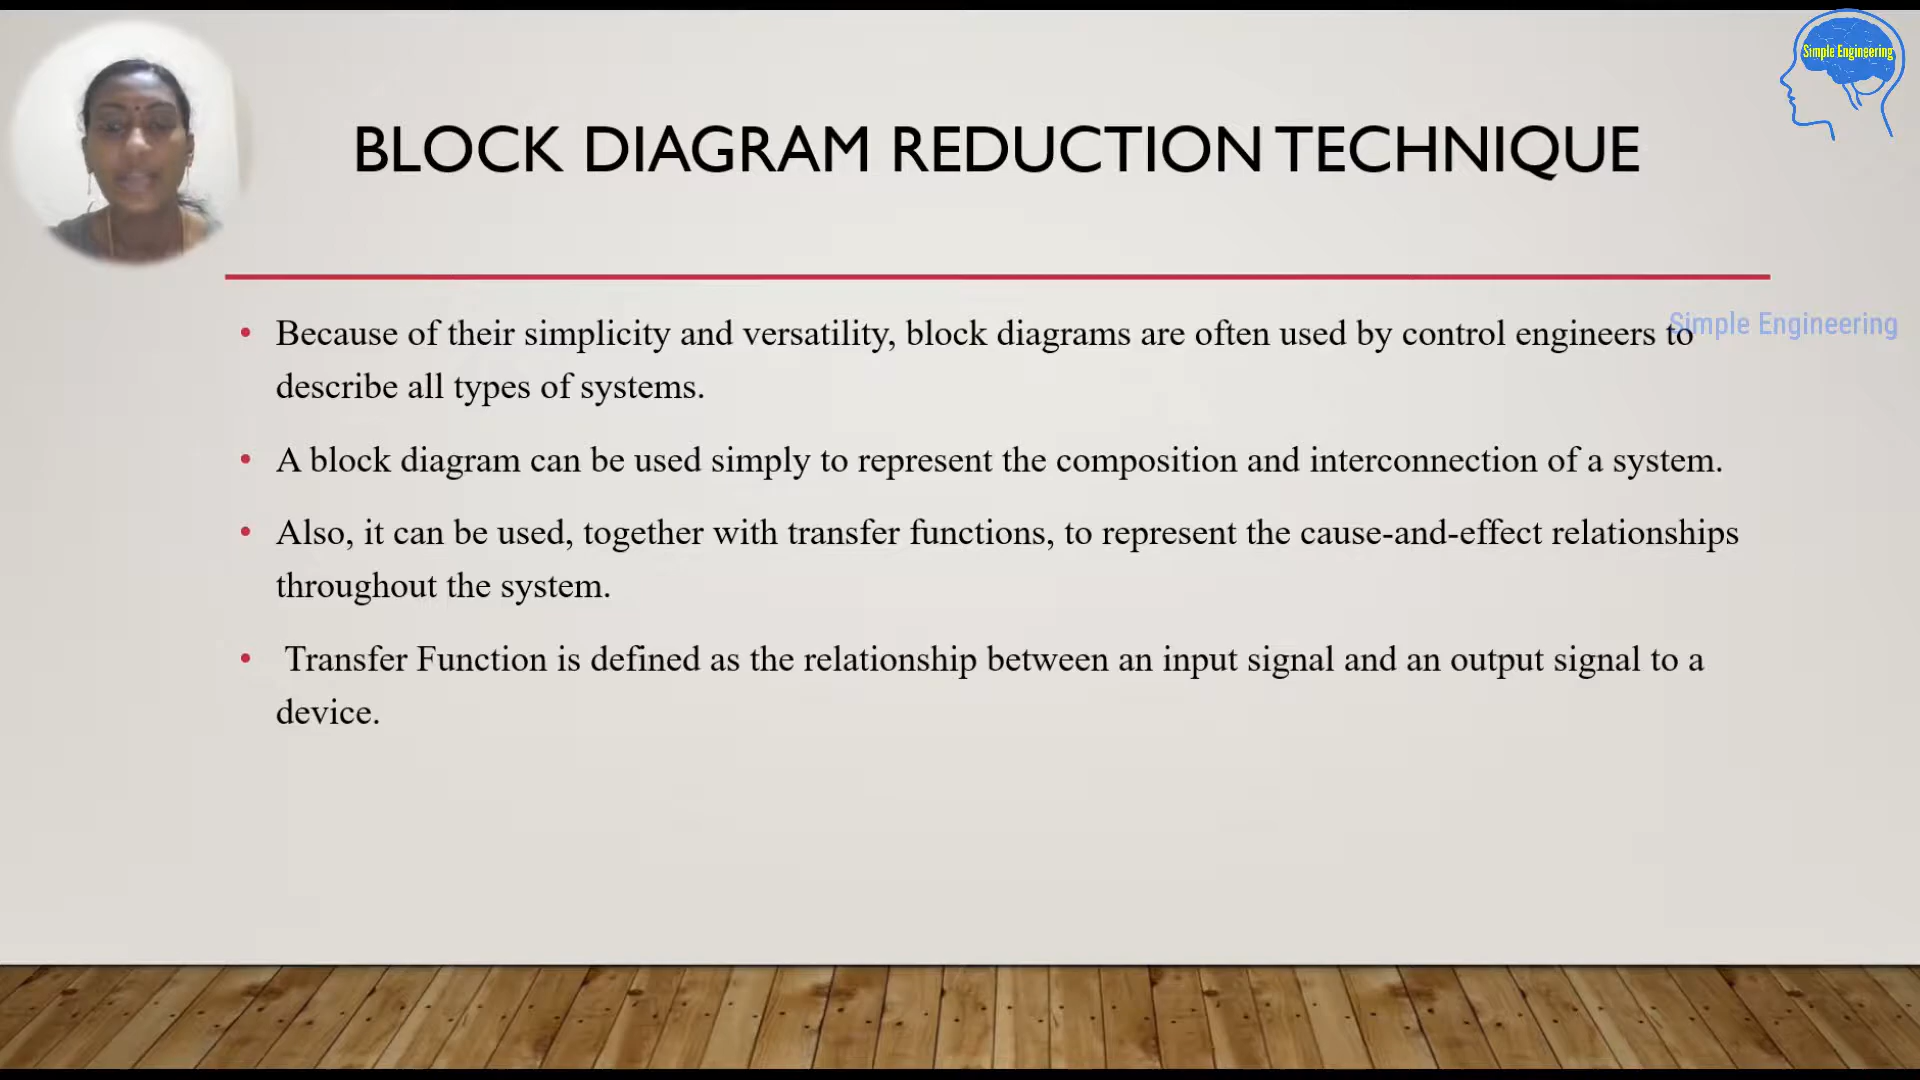 Simple Engineering
BLOCK DIAGRAM REDUCTION TECHNIQUE
Simple Engineering
• Because of their simplicity and versatility, block diagrams are often used by control engineers to
describe all types of systems.
• A block diagram can be used simply to represent the composition and interconnection of a system.
• Also, it can be used, together with transfer functions, to represent the cause-and-effect relationships
throughout the system.
• Transfer Function is defined as the relationship between an input signal and an output signal to a
device.